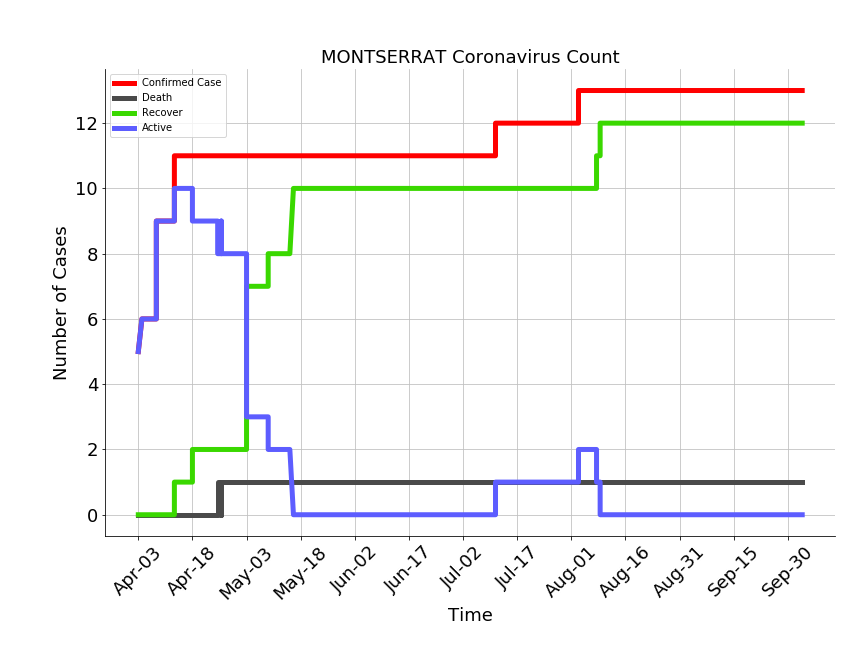 MONTSERRAT Coronavirus Count
Confirmed Case
Death
Recover
Active
12
10
8
6
4
2
0
Number of Cases
Apr-03
Apr-18
May-03
May-18
Jun-02
Jun-17
Jul-02
Jul-17
Aug-01
Aug-16
Aug-31
Sep-15
Sep-30
Time